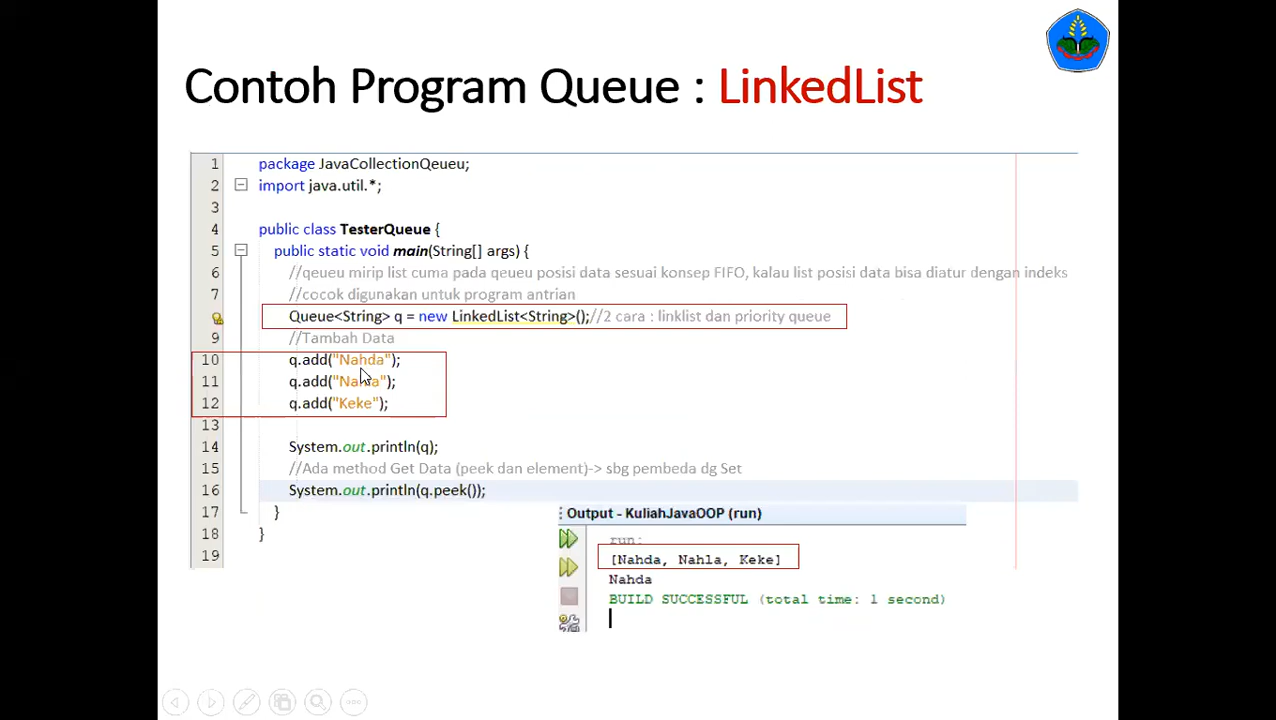 Contoh Program Queue : LinkedList
1 package JavaCollectionQeueu;
2 import java.util.*;
3
4 public class TesterQueue {
5 public static void main(String[] args) {
6 //qeueu mirip list cuma pada qeueu posisi data sesuai konsep FIFO, kalau list posisi data bisa diatur dengan indeks
7 //cocok digunakan untuk program antrian
Queue<String> q = new LinkedList<String>();//2 cara : linklist dan priority queue
9 //Tambah Data
10 q.add("Nahda");
11 q.add("Nahla");
12 q.add("Keke");
13
14 System.out.println(q);
15 //Ada method Get Data (peek dan element)-> sbg pembeda dg Set
16 System.out.println(q.peek());
17 }
18 }
19
Output - KuliahJavaOOP (run)
run:
[Nahda, Nahla, Keke]
Nahda
BUILD SUCCESSFUL (total time: 1 second)